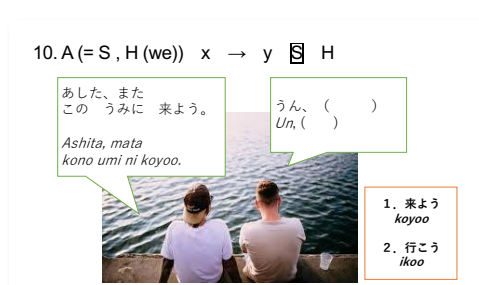 10. A (= S , H (we)) x → y S H
あした、また
この うみに 来よう。
Ashita, mata
kono umi ni koyoo.
うん、（ ）
Un, ( )
1．来よう
koyoo
2．行こう
ikoo